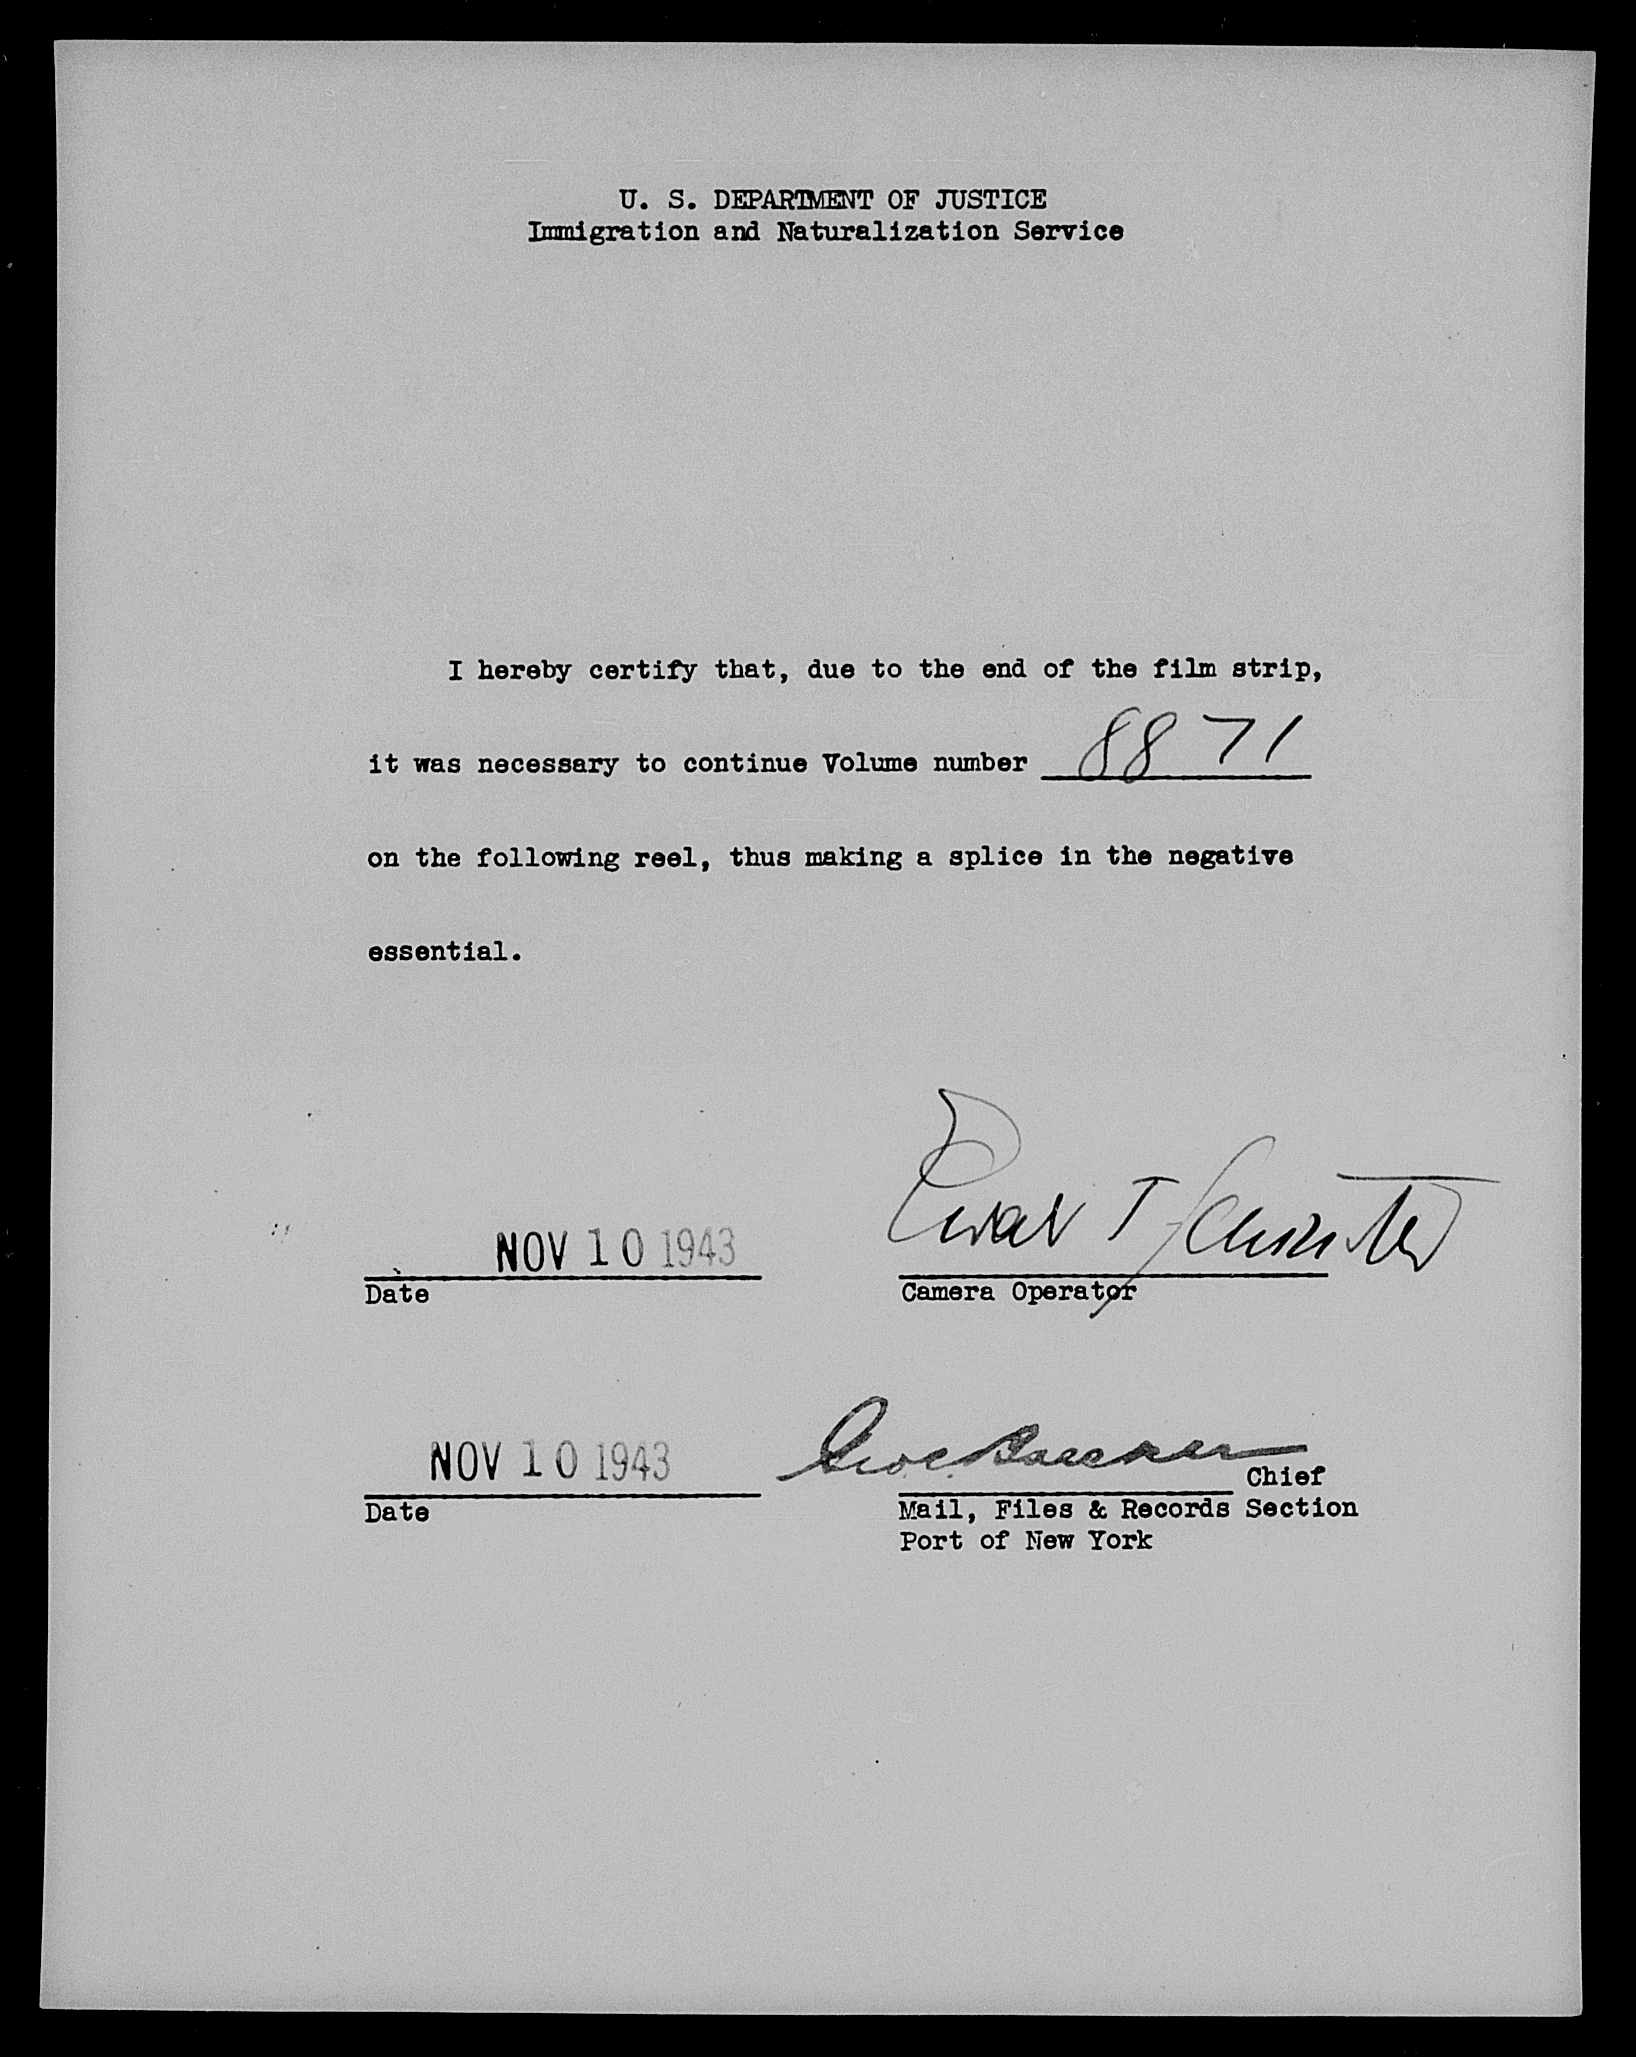 U. S. DEPARTMENT OF JUSTICE
Immigration and Naturalization Service
I hereby certify that, due to the end of the film strip,
it was necessary to continue Volume number 8871
on the following reel, thus making a splice in the negative
essential.
NOV 10 1943
Date
Camera Operator
NOV 10 1943
Chief
Date
Mail, Files & Records Section
Port of New York